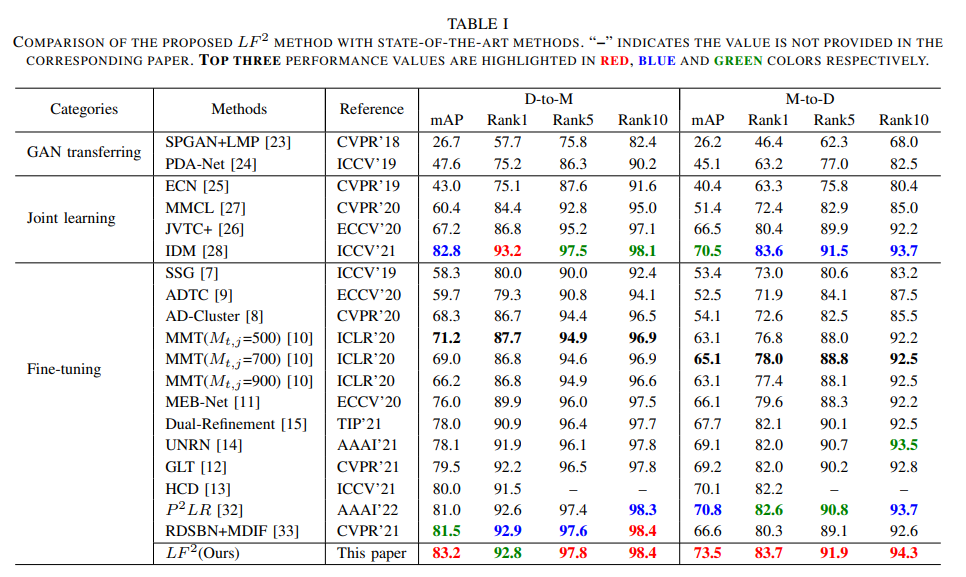 TABLE I
COMPARISON OF THE PROPOSED LF² METHOD WITH STATE-OF-THE-ART METHODS. “–” INDICATES THE VALUE IS NOT PROVIDED IN THE
CORRESPONDING PAPER. TOP THREE PERFORMANCE VALUES ARE HIGHLIGHTED IN RED, BLUE AND GREEN COLORS RESPECTIVELY.
Categories Methods Reference D-to-M M-to-D
mAP Rank1 Rank5 Rank10 mAP Rank1 Rank5 Rank10
GAN transferring SPGAN+LMP [23] CVPR’18 26.7 57.7 75.8 82.4 26.2 46.4 62.3 68.0
PDA-Net [24] ICCV’19 47.6 75.2 86.3 90.2 45.1 63.2 77.0 82.5
Joint learning ECN [25] CVPR’19 43.0 75.1 87.6 91.6 40.4 63.3 75.8 80.4
MMCL [27] CVPR’20 60.4 84.4 92.8 95.0 51.4 72.4 82.9 85.0
JVTC+ [26] ECCV’20 67.2 86.8 95.2 97.1 66.5 80.4 89.9 92.2
IDM [28] ICCV’21 82.8 93.2 97.5 98.1 70.5 83.6 91.5 93.7
Fine-tuning SSG [7] ICCV’19 58.3 80.0 90.0 92.4 53.4 73.0 80.6 83.2
ADTC [9] ECCV’20 59.7 79.3 90.8 94.1 52.5 71.9 84.1 87.5
AD-Cluster [8] CVPR’20 68.3 86.7 94.4 96.5 54.1 72.6 82.5 85.5
MMT(Mt,j=500) [10] ICLR’20 71.2 87.7 94.9 96.9 63.1 76.8 88.0 92.2
MMT(Mt,j=700) [10] ICLR’20 69.0 86.8 94.6 96.9 65.1 78.0 88.8 92.5
MMT(Mt,j=900) [10] ICLR’20 66.2 86.8 94.9 96.6 63.1 77.4 88.1 92.5
MEB-Net [11] ECCV’20 76.0 89.9 96.0 97.5 66.1 79.6 88.3 92.2
Dual-Refinement [15] TIP’21 78.0 90.9 96.4 97.7 67.7 82.1 90.1 92.5
UNRN [14] AAAI’21 78.1 91.9 96.1 97.8 69.1 82.0 90.7 93.5
GLT [12] CVPR’21 79.5 92.2 96.5 97.8 69.2 82.0 90.2 92.8
HCD [13] ICCV’21 80.0 91.5 – – 70.1 82.2 – –
P²LR [32] AAAI’22 81.0 92.6 97.4 98.3 70.8 82.6 90.8 93.7
RDSBN+MDIF [33] CVPR’21 81.5 92.9 97.6 98.4 66.6 80.3 89.1 92.6
LF²(Ours) This paper 83.2 92.8 97.8 98.4 73.5 83.7 91.9 94.3